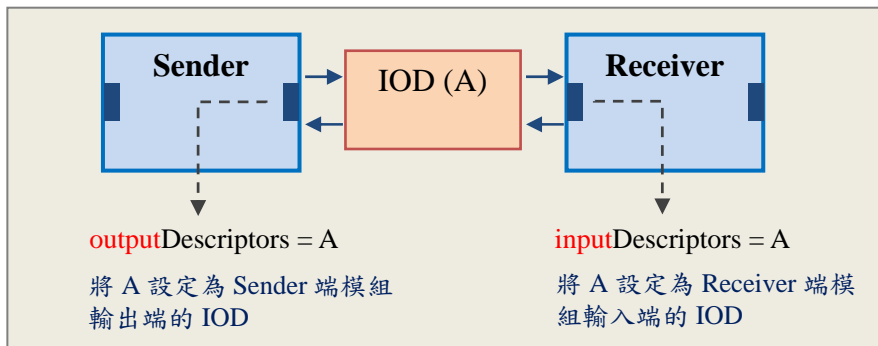 Sender
IOD (A)
Receiver
outputDescriptors = A
將 A 設定為 Sender 端模組
輸出端的 IOD
inputDescriptors = A
將 A 設定為 Receiver 端模
組輸入端的 IOD